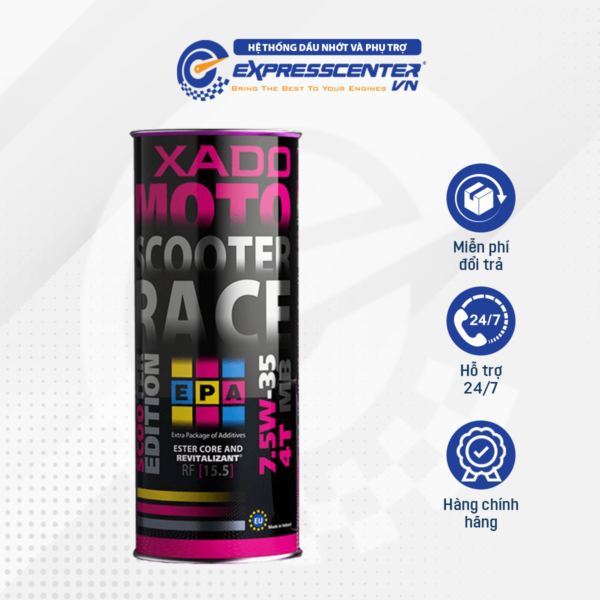 HỆ THỐNG DẦU NHỚT VÀ PHỤ TRỢ
EXPRESSCENTER®
VN
BRING THE BEST TO YOUR ENGINES
XADO
MOTO
SCOOTER
RACE
SCOOTER
EDITION
7.5W-35
4T MB
EPA
Extra Package of Additives
ESTER CORE AND
REVITALIZANT®
RF [15.5]
EU
Made in
Miễn phí
đổi trả
24/7
Hỗ trợ
24/7
Hàng chính
hãng